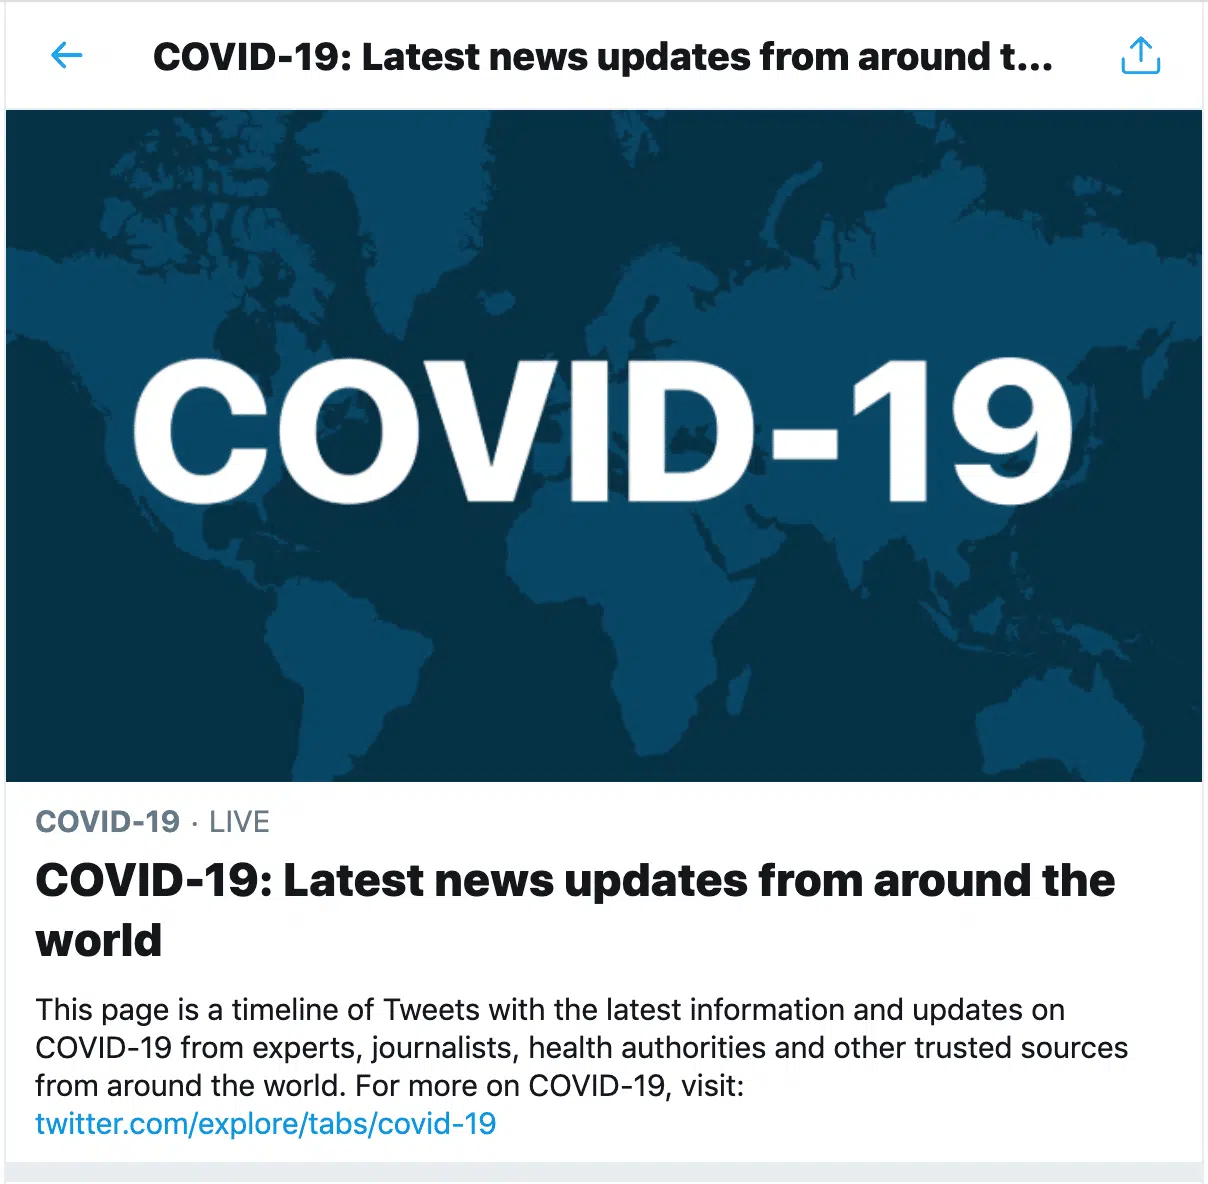 COVID-19: Latest news updates from around t...
COVID-19
COVID-19 · LIVE
COVID-19: Latest news updates from around the
world
This page is a timeline of Tweets with the latest information and updates on
COVID-19 from experts, journalists, health authorities and other trusted sources
from around the world. For more on COVID-19, visit:
twitter.com/explore/tabs/covid-19